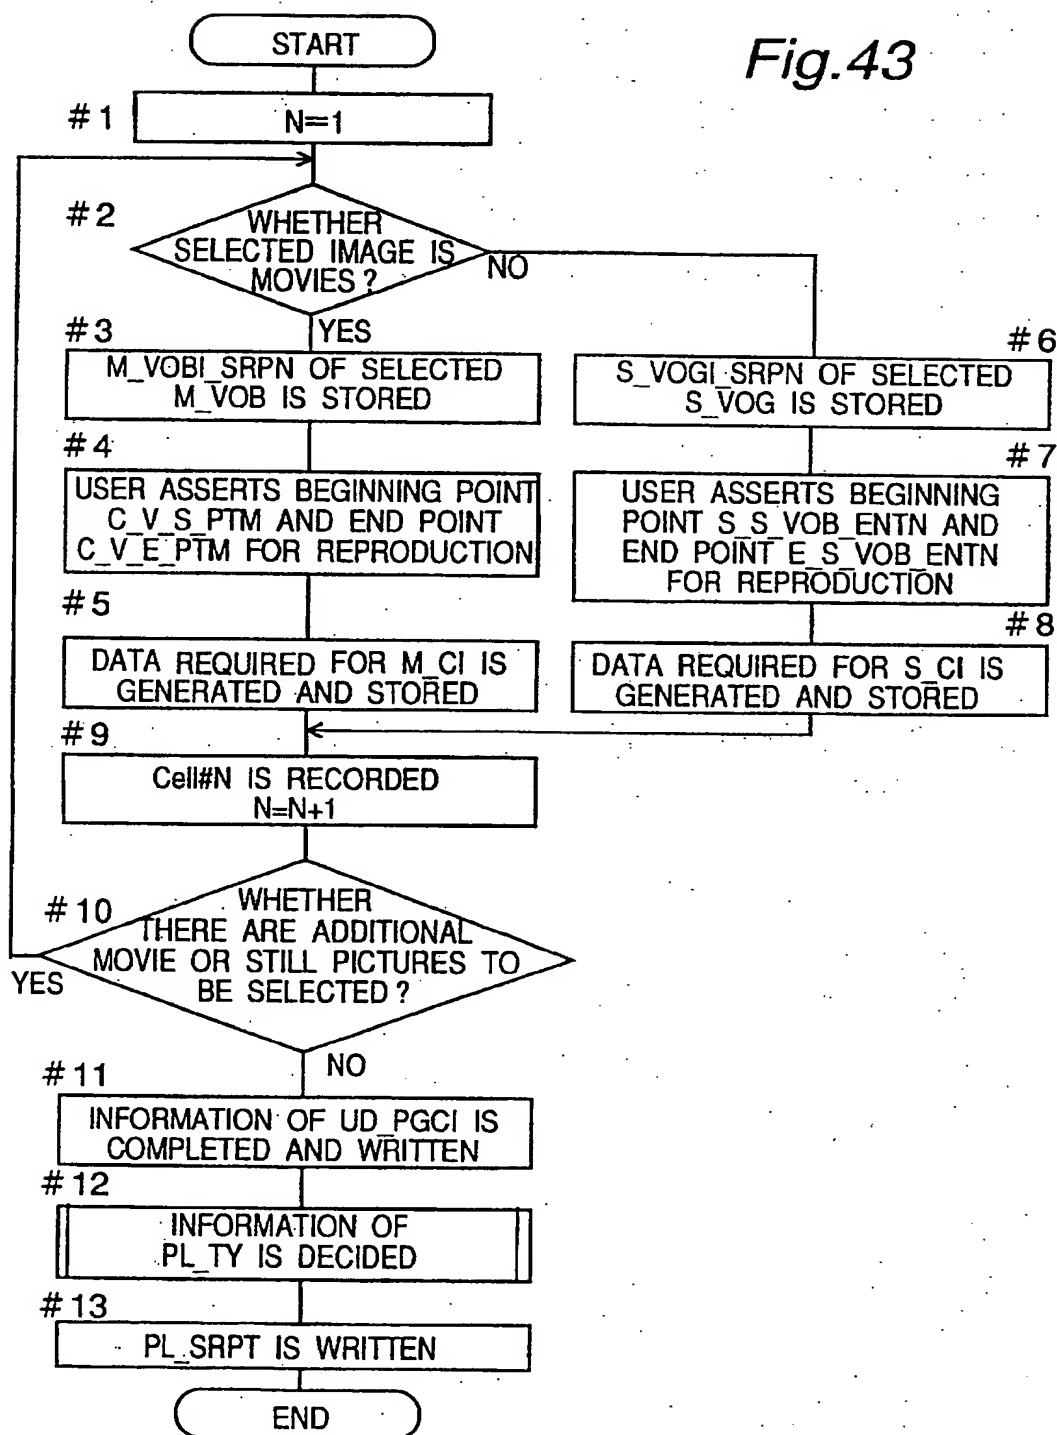 START
Fig.43
#1
N=1
#2
WHETHER
SELECTED IMAGE IS
MOVIES?
NO
YES
#3
M_VOBI_SRPN OF SELECTED
M_VOB IS STORED
#6
S_VOGI_SRPN OF SELECTED
S_VOG IS STORED
#4
USER ASSERTS BEGINNING POINT
C_V_S_PTM AND END POINT
C_V_E_PTM FOR REPRODUCTION
#7
USER ASSERTS BEGINNING
POINT S_S_VOB_ENTN AND
END POINT E_S_VOB_ENTN
FOR REPRODUCTION
#5
DATA REQUIRED FOR M_CI IS
GENERATED AND STORED
#8
DATA REQUIRED FOR S_CI IS
GENERATED AND STORED
#9
Cell#N IS RECORDED
N=N+1
#10
WHETHER
THERE ARE ADDITIONAL
MOVIE OR STILL PICTURES TO
BE SELECTED?
YES
NO
#11
INFORMATION OF UD_PGCI IS
COMPLETED AND WRITTEN
#12
INFORMATION OF
PL_TY IS DECIDED
#13
PL_SRPT IS WRITTEN
END